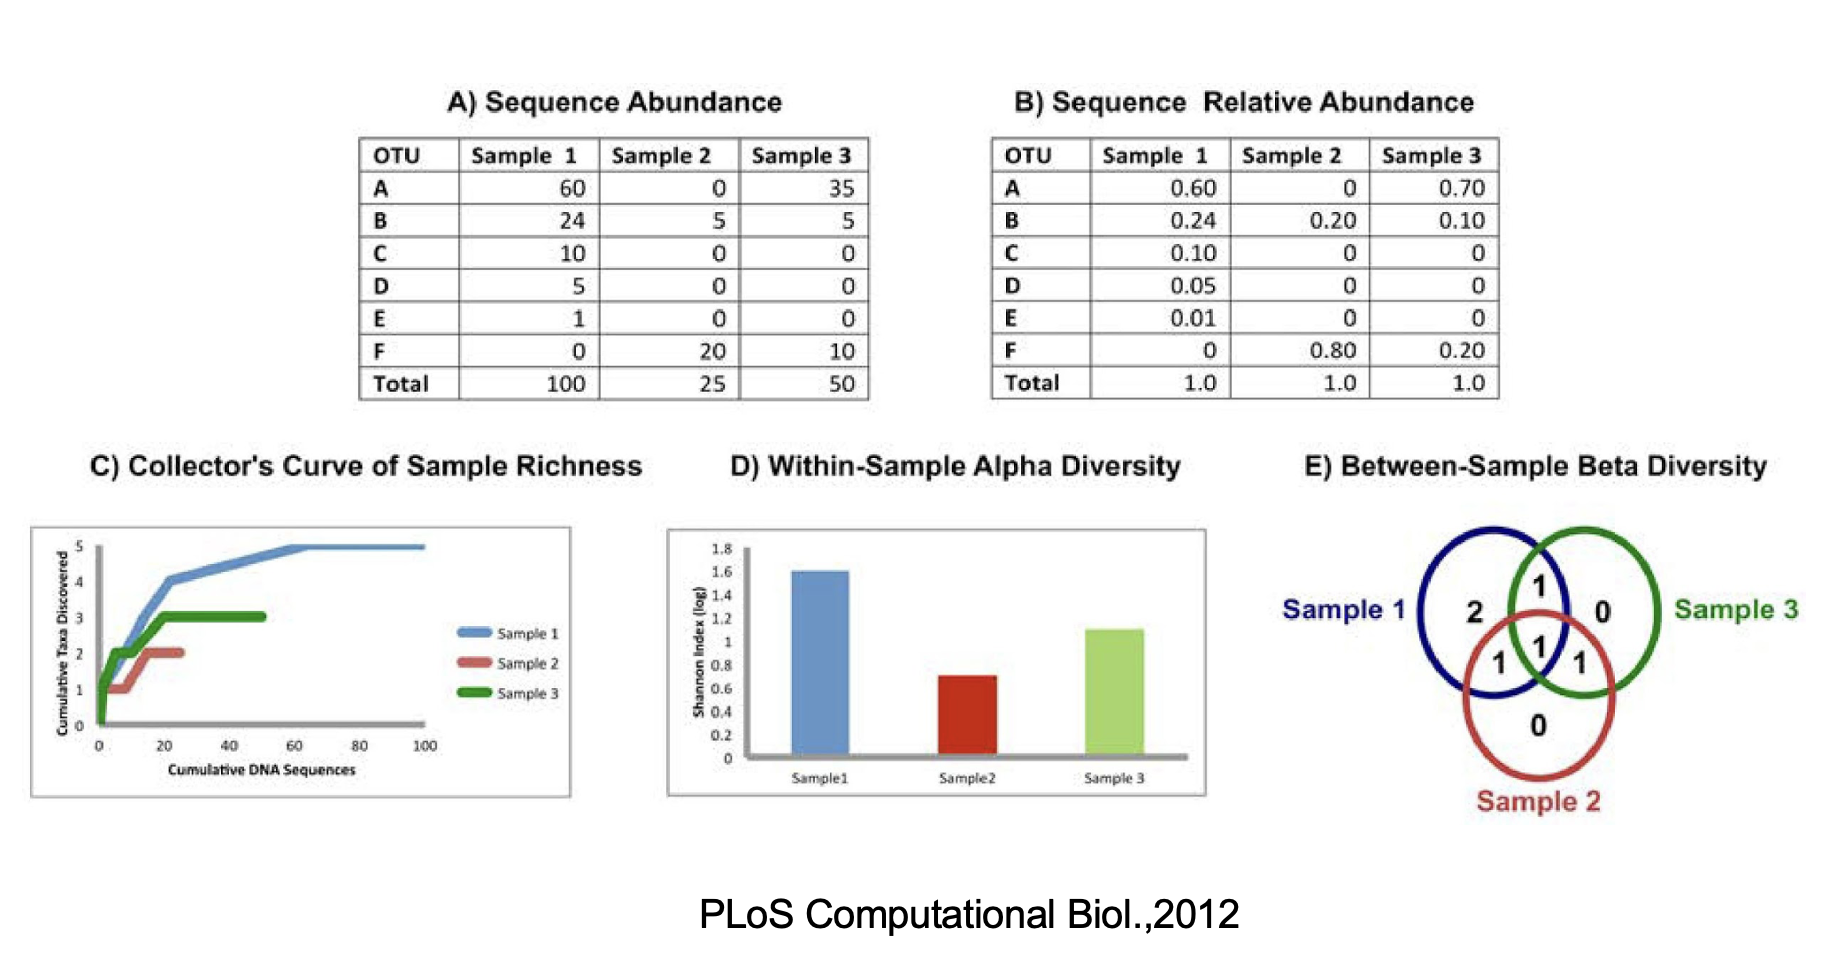 A) Sequence Abundance
OTU Sample 1 Sample 2 Sample 3
A 60 0 35
B 24 5 5
C 10 0 0
D 5 0 0
E 1 0 0
F 0 20 10
Total 100 25 50
B) Sequence Relative Abundance
OTU Sample 1 Sample 2 Sample 3
A 0.60 0 0.70
B 0.24 0.20 0.10
C 0.10 0 0
D 0.05 0 0
E 0.01 0 0
F 0 0.80 0.20
Total 1.0 1.0 1.0
C) Collector's Curve of Sample Richness
Cumulative Taxa Discovered
5
4
3
2
1
0
0 20 40 60 80 100
Cumulative DNA Sequences
Sample 1
Sample 2
Sample 3
D) Within-Sample Alpha Diversity
Shannon Index (log)
1.8
1.6
1.4
1.2
1
0.8
0.6
0.4
0.2
0
Sample1 Sample2 Sample 3
E) Between-Sample Beta Diversity
1
Sample 1 2 0 Sample 3
1
1 1
0
Sample 2
PLoS Computational Biol.,2012